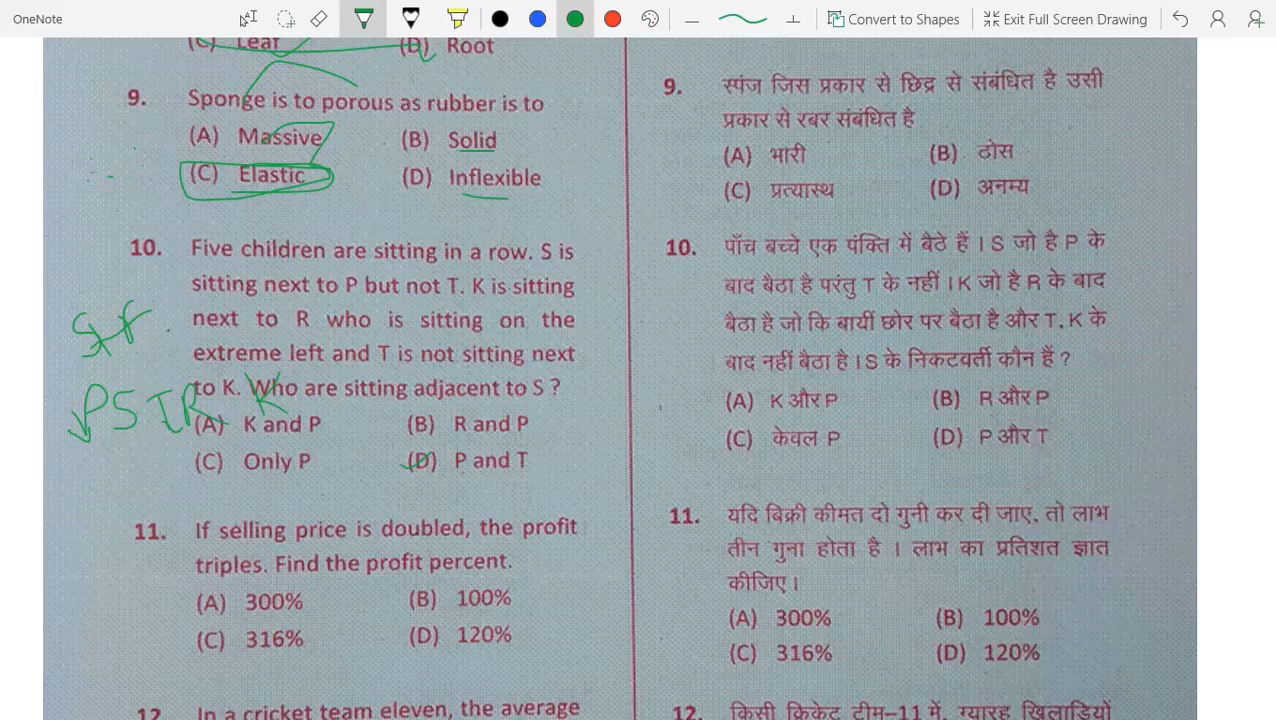 OneNote
Convert to Shapes
Exit Full Screen Drawing
(C) Leaf (D) Root
9. Sponge is to porous as rubber is to
(A) Massive (B) Solid
(C) Elastic (D) Inflexible
10. Five children are sitting in a row. S is
sitting next to P but not T. K is sitting
next to R who is sitting on the
extreme left and T is not sitting next
to K. Who are sitting adjacent to S ?
(A) K and P (B) R and P
(C) Only P (D) P and T
P S T R K
11. If selling price is doubled, the profit
triples. Find the profit percent.
(A) 300% (B) 100%
(C) 316% (D) 120%
12. In a cricket team eleven, the average
9. स्पंज जिस प्रकार से छिद्र से संबंधित है उसी
प्रकार से रबर संबंधित है
(A) भारी (B) ठोस
(C) प्रत्यास्थ (D) अनम्य
10. पाँच बच्चे एक पंक्ति में बैठे हैं । S जो है P के
बाद बैठा है परंतु T के नहीं । K जो है R के बाद
बैठा है जो कि बायीं छोर पर बैठा है और T, K के
बाद नहीं बैठा है । S के निकटवर्ती कौन हैं ?
(A) K और P (B) R और P
(C) केवल P (D) P और T
11. यदि बिक्री कीमत दो गुनी कर दी जाए, तो लाभ
तीन गुना होता है । लाभ का प्रतिशत ज्ञात
कीजिए ।
(A) 300% (B) 100%
(C) 316% (D) 120%
12. किसी क्रिकेट टीम-11 में, ग्यारह खिलाड़ियों